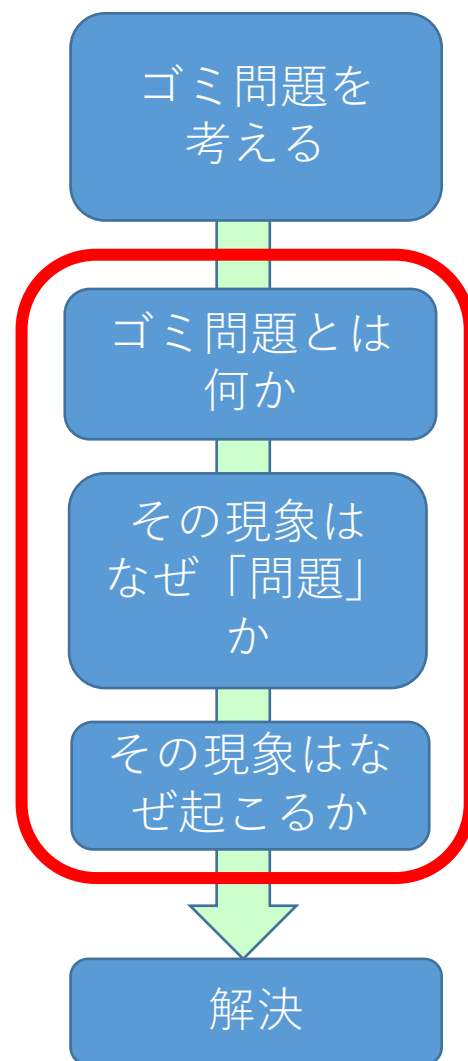 ゴミ問題を
考える
ゴミ問題とは
何か
その現象は
なぜ「問題」
か
その現象はな
ぜ起こるか
解決